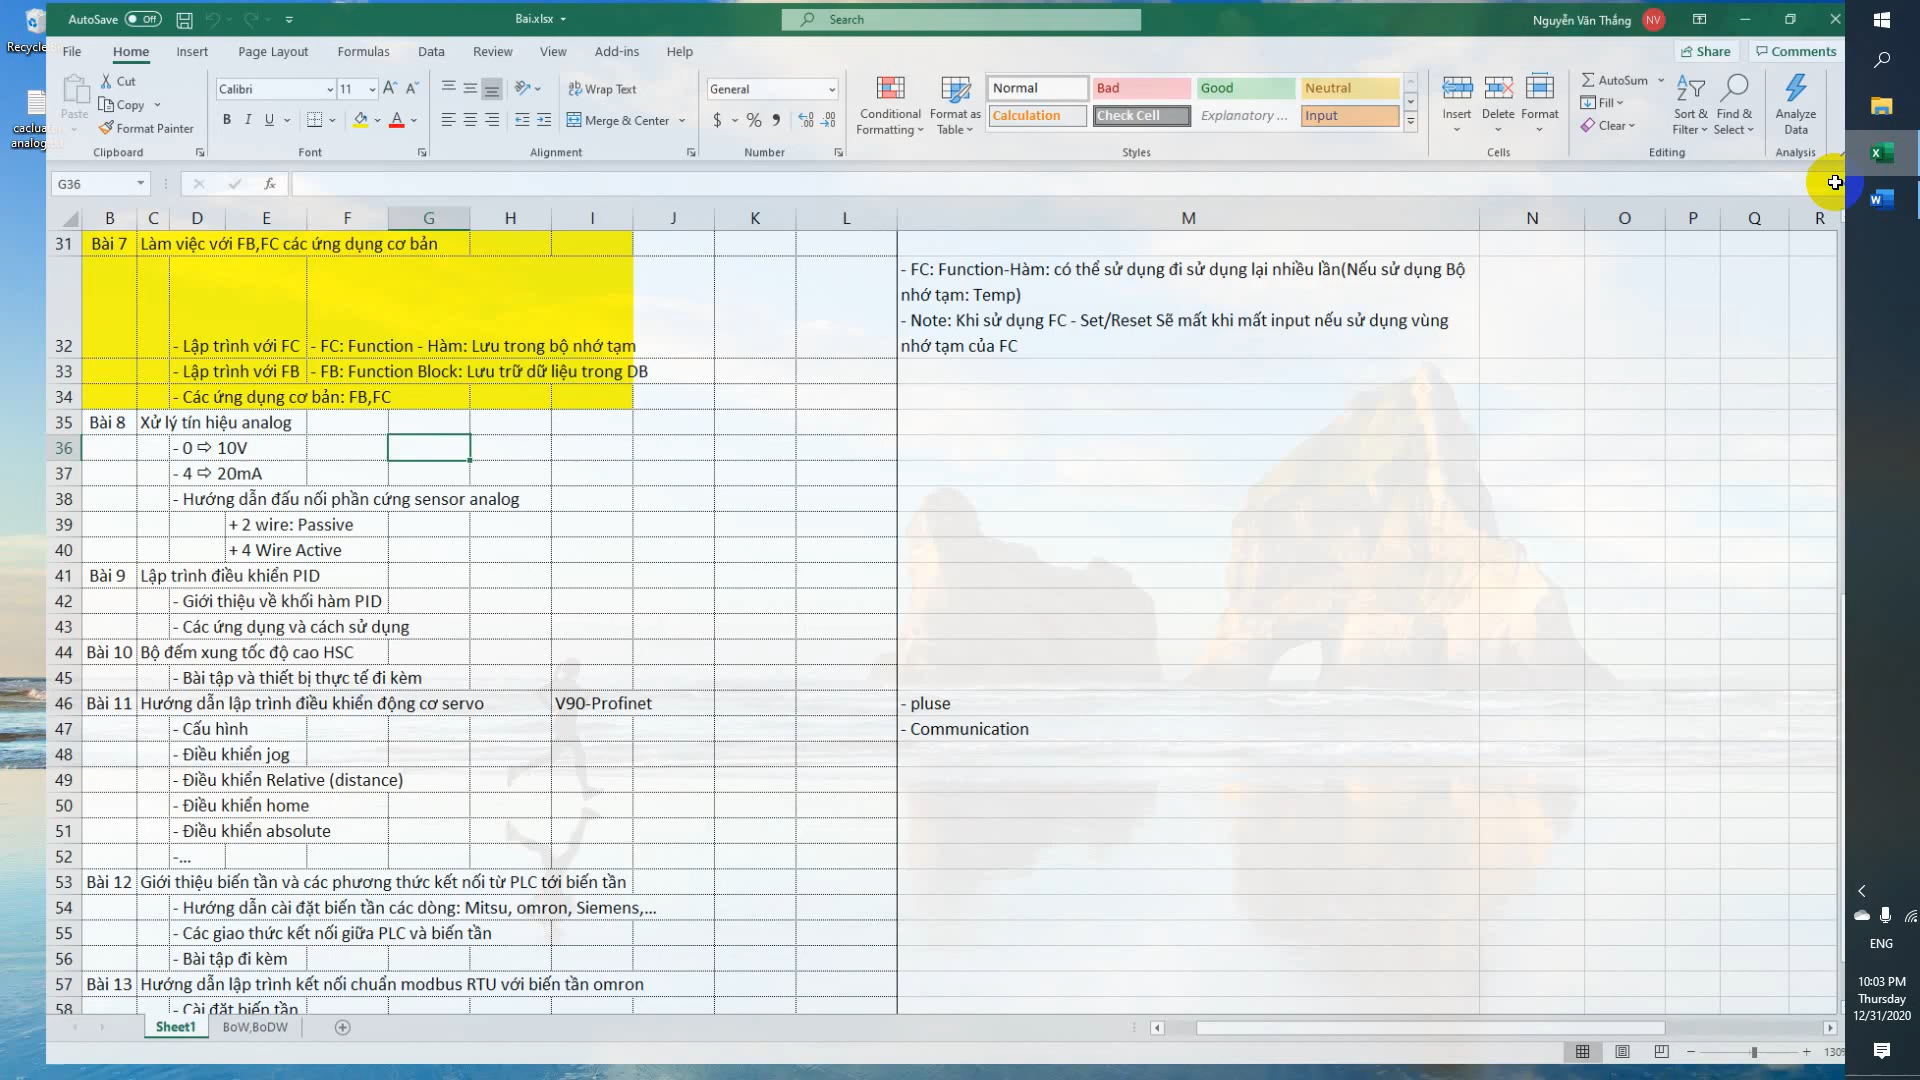 Recycle
cacluat
analog.txt
AutoSave Off
Bai.xlsx
Search
Nguyễn Văn Thắng NV
File Home Insert Page Layout Formulas Data Review View Add-ins Help
Share Comments
Paste
Cut
Copy
Format Painter
Clipboard
Calibri 11
B I U
Font
Wrap Text
Merge & Center
Alignment
General
Number
Conditional Formatting
Format as Table
Normal Bad Good Neutral
Calculation Check Cell Explanatory ... Input
Styles
Insert Delete Format
Cells
AutoSum
Fill
Clear
Sort & Filter
Find & Select
Editing
Analyze Data
Analysis
G36
fx
B C D E F G H I J K L M N O P Q R
31 Bài 7 Làm việc với FB,FC các ứng dụng cơ bản
- FC: Function-Hàm: có thể sử dụng đi sử dụng lại nhiều lần(Nếu sử dụng Bộ
nhớ tạm: Temp)
- Note: Khi sử dụng FC - Set/Reset Sẽ mất khi mất input nếu sử dụng vùng
nhớ tạm của FC
32 - Lập trình với FC - FC: Function - Hàm: Lưu trong bộ nhớ tạm
33 - Lập trình với FB - FB: Function Block: Lưu trữ dữ liệu trong DB
34 - Các ứng dụng cơ bản: FB,FC
35 Bài 8 Xử lý tín hiệu analog
36 - 0 ⇨ 10V
37 - 4 ⇨ 20mA
38 - Hướng dẫn đấu nối phần cứng sensor analog
39 + 2 wire: Passive
40 + 4 Wire Active
41 Bài 9 Lập trình điều khiển PID
42 - Giới thiệu về khối hàm PID
43 - Các ứng dụng và cách sử dụng
44 Bài 10 Bộ đếm xung tốc độ cao HSC
45 - Bài tập và thiết bị thực tế đi kèm
46 Bài 11 Hướng dẫn lập trình điều khiển động cơ servo V90-Profinet - pluse
47 - Cấu hình - Communication
48 - Điều khiển jog
49 - Điều khiển Relative (distance)
50 - Điều khiển home
51 - Điều khiển absolute
52 -...
53 Bài 12 Giới thiệu biến tần và các phương thức kết nối từ PLC tới biến tần
54 - Hướng dẫn cài đặt biến tần các dòng: Mitsu, omron, Siemens,...
55 - Các giao thức kết nối giữa PLC và biến tần
56 - Bài tập đi kèm
57 Bài 13 Hướng dẫn lập trình kết nối chuẩn modbus RTU với biến tần omron
58 - Cài đặt biến tần
Sheet1 BoW,BoDW
130%
ENG
10:03 PM
Thursday
12/31/2020